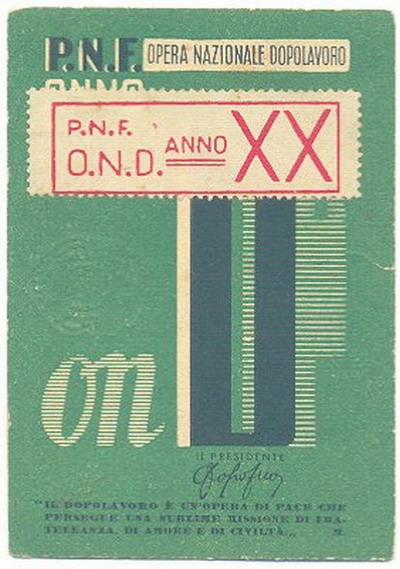 P.N.F. OPERA NAZIONALE DOPOLAVORO
P.N.F.
O.N.D. ANNO XX
on
IL PRESIDENTE
"IL DOPOLAVORO È UN'OPERA DI PACE CHE
PERSEGUE UNA SUBLIME MISSIONE DI FRA-
TELLANZA, DI AMORE E DI CIVILTÀ„ M.